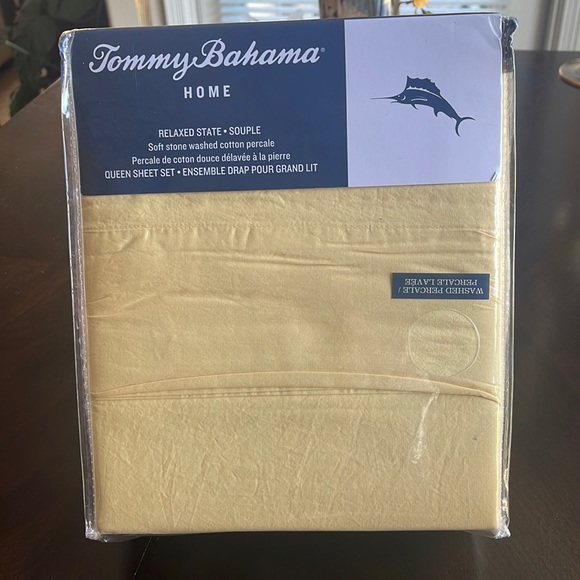 Tommy Bahama®
HOME
RELAXED STATE • SOUPLE
Soft stone washed cotton percale
Percale de coton douce délavée à la pierre
QUEEN SHEET SET • ENSEMBLE DRAP POUR GRAND LIT
WASHED PERCALE /
PERCALE LAVÉE